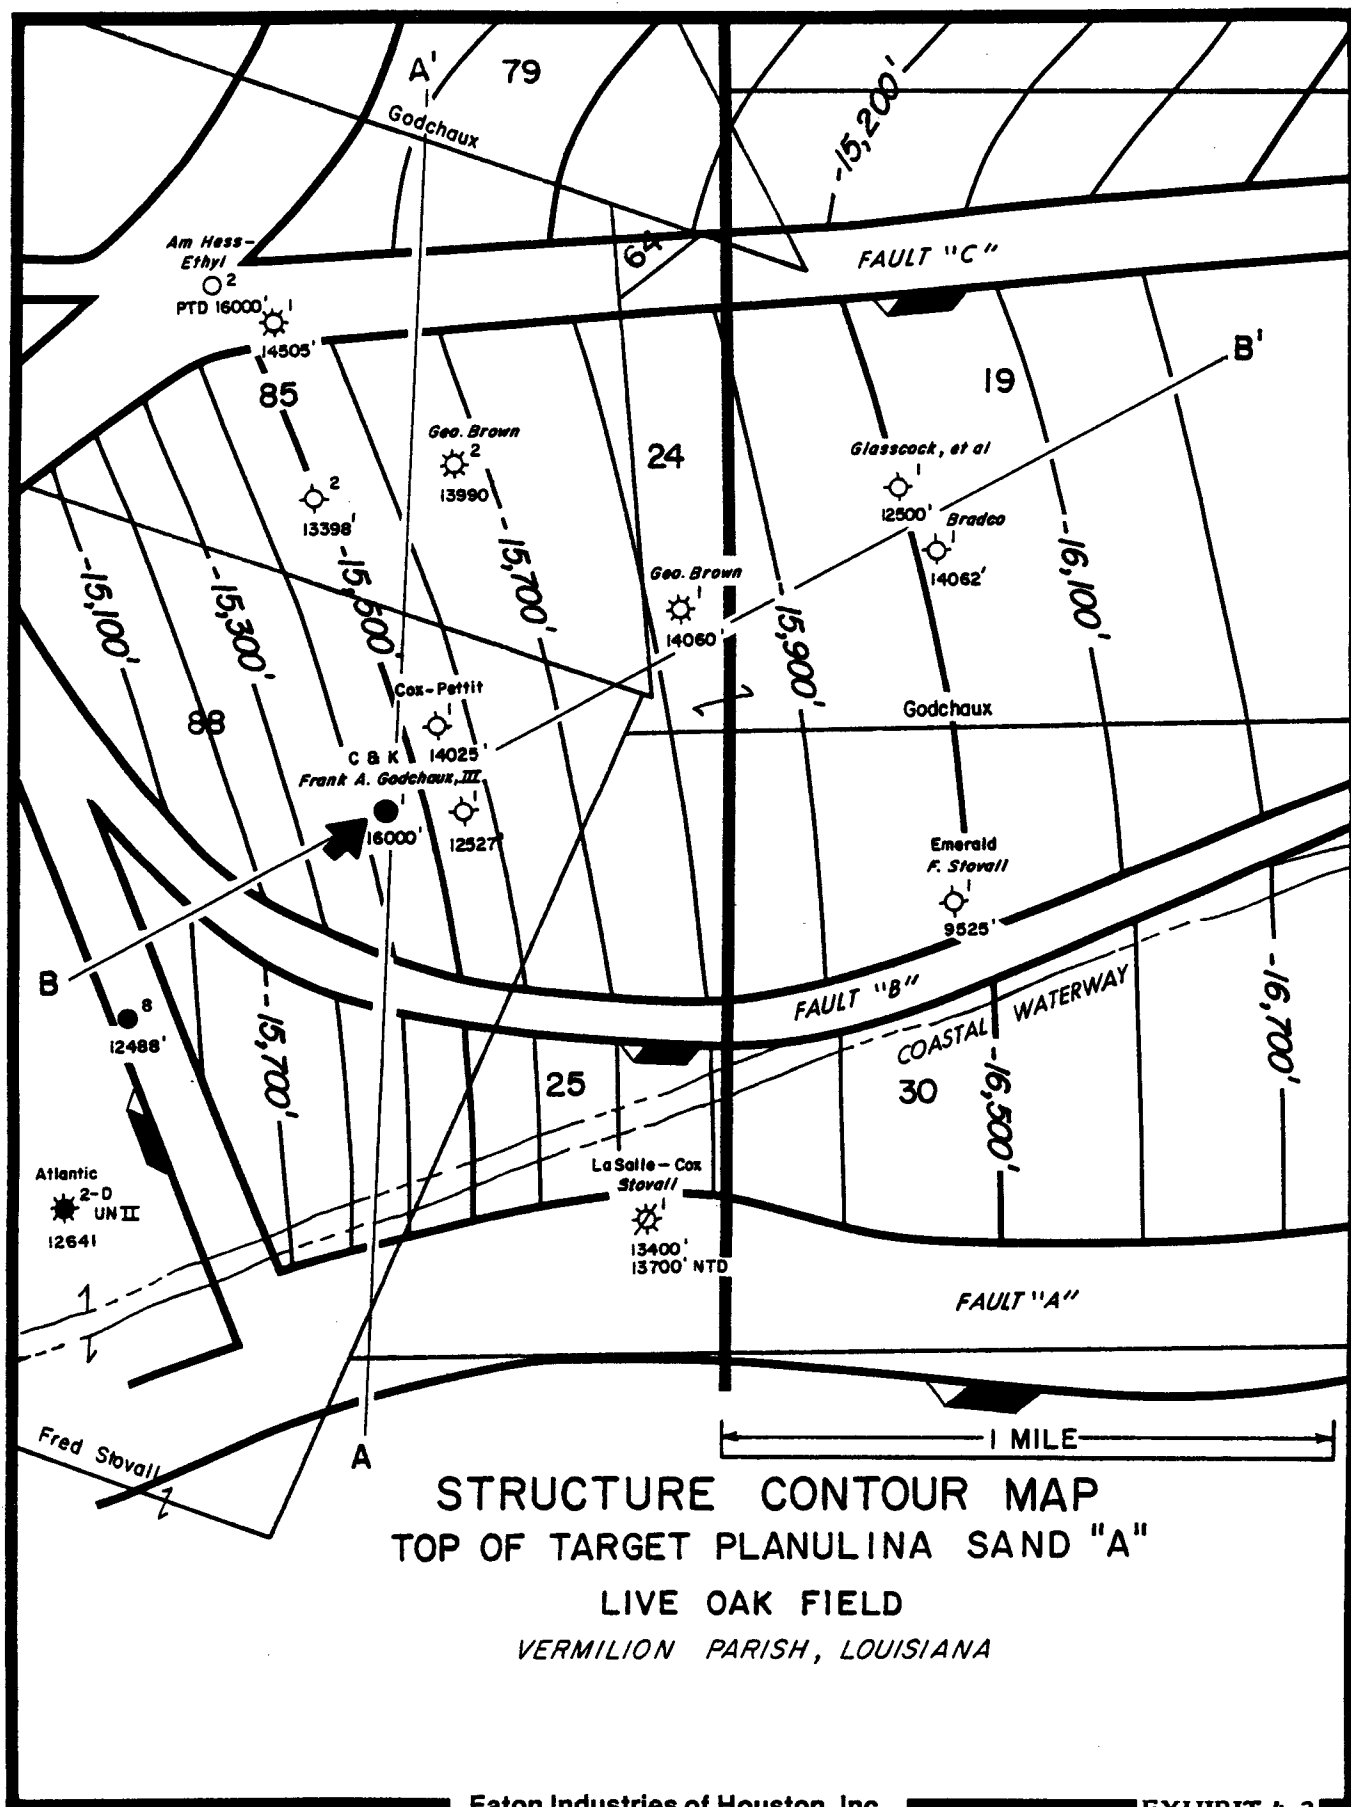 A'
79
Godchaux
-15,200'
Am Hess-
Ethyl
2
PTD 16000'
1
14505'
64
FAULT "C"
B'
85
19
Geo. Brown
2
13990'
24
Glasscock, et al
1
12500'
Bradco
1
14062'
2
13398'
-15,100'
-15,300'
-15,500'
-15,700'
Geo. Brown
1
14060'
-15,900'
-16,100'
88
Cox-Pettit
1
14025'
Godchaux
C & K
Frank A. Godchaux, III
1
16000'
1
12527'
Emerald
F. Stovall
1
9525'
B
8
12488'
-15,700'
FAULT "B"
COASTAL WATERWAY
-16,700'
25
30
-16,500'
Atlantic
2-D
UN II
12641
LaSalle-Cox
Stovall
1
13400'
13700' NTD
FAULT "A"
Fred Stovall
A
1 MILE
STRUCTURE CONTOUR MAP
TOP OF TARGET PLANULINA SAND "A"
LIVE OAK FIELD
VERMILION PARISH, LOUISIANA
Eaton Industries of Houston, Inc.